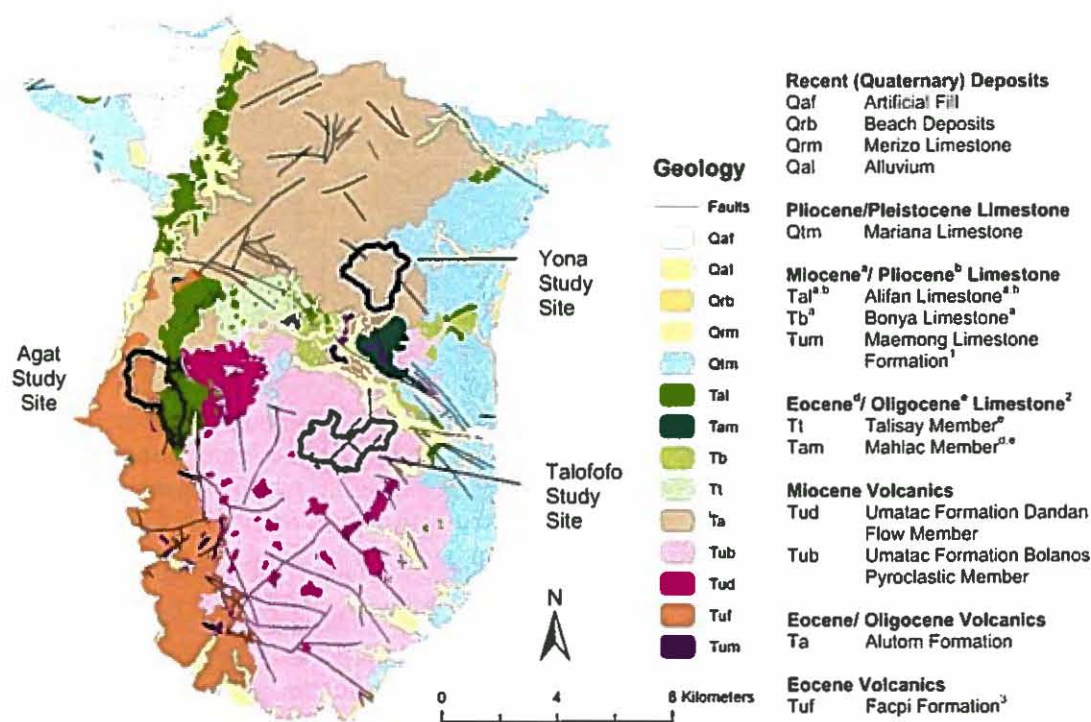 Yona
Study
Site
Agat
Study
Site
Talofofo
Study
Site
N
0 4 8 Kilometers
Geology
Faults
Qaf
Qal
Qrb
Qrm
Qtm
Tal
Tam
Tb
Tt
Ta
Tub
Tud
Tuf
Tum
Recent (Quaternary) Deposits
Qaf Artificial Fill
Qrb Beach Deposits
Qrm Merizo Limestone
Qal Alluvium
Pliocene/Pleistocene Limestone
Qtm Mariana Limestone
Miocene^a/ Pliocene^b Limestone
Tal^a,b Alifan Limestone^a,b
Tb^a Bonya Limestone^a
Tum Maemong Limestone
Formation^1
Eocene^d/ Oligocene^e Limestone^2
Tt Talisay Member^e
Tam Mahlac Member^d,e
Miocene Volcanics
Tud Umatac Formation Dandan
Flow Member
Tub Umatac Formation Bolanos
Pyroclastic Member
Eocene/ Oligocene Volcanics
Ta Alutom Formation
Eocene Volcanics
Tuf Facpi Formation^3